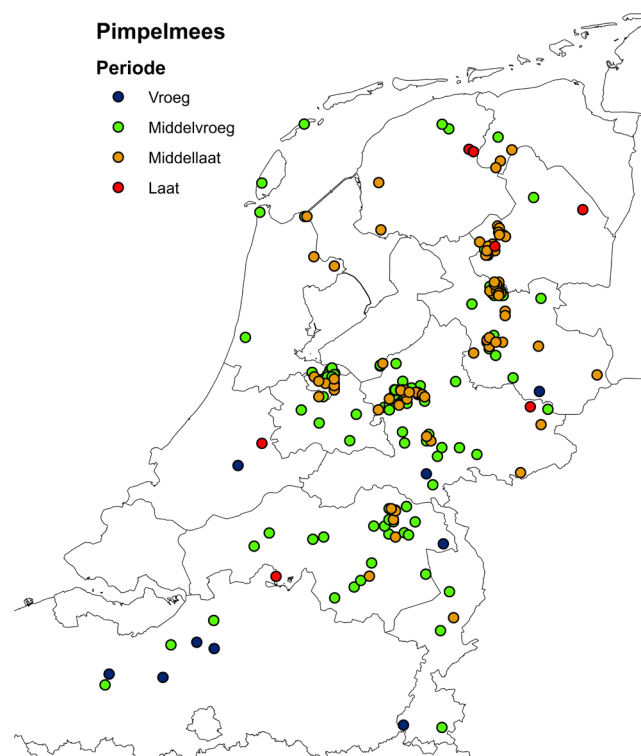 Pimpelmees
Periode
Vroeg
Middelvroeg
Middellaat
Laat